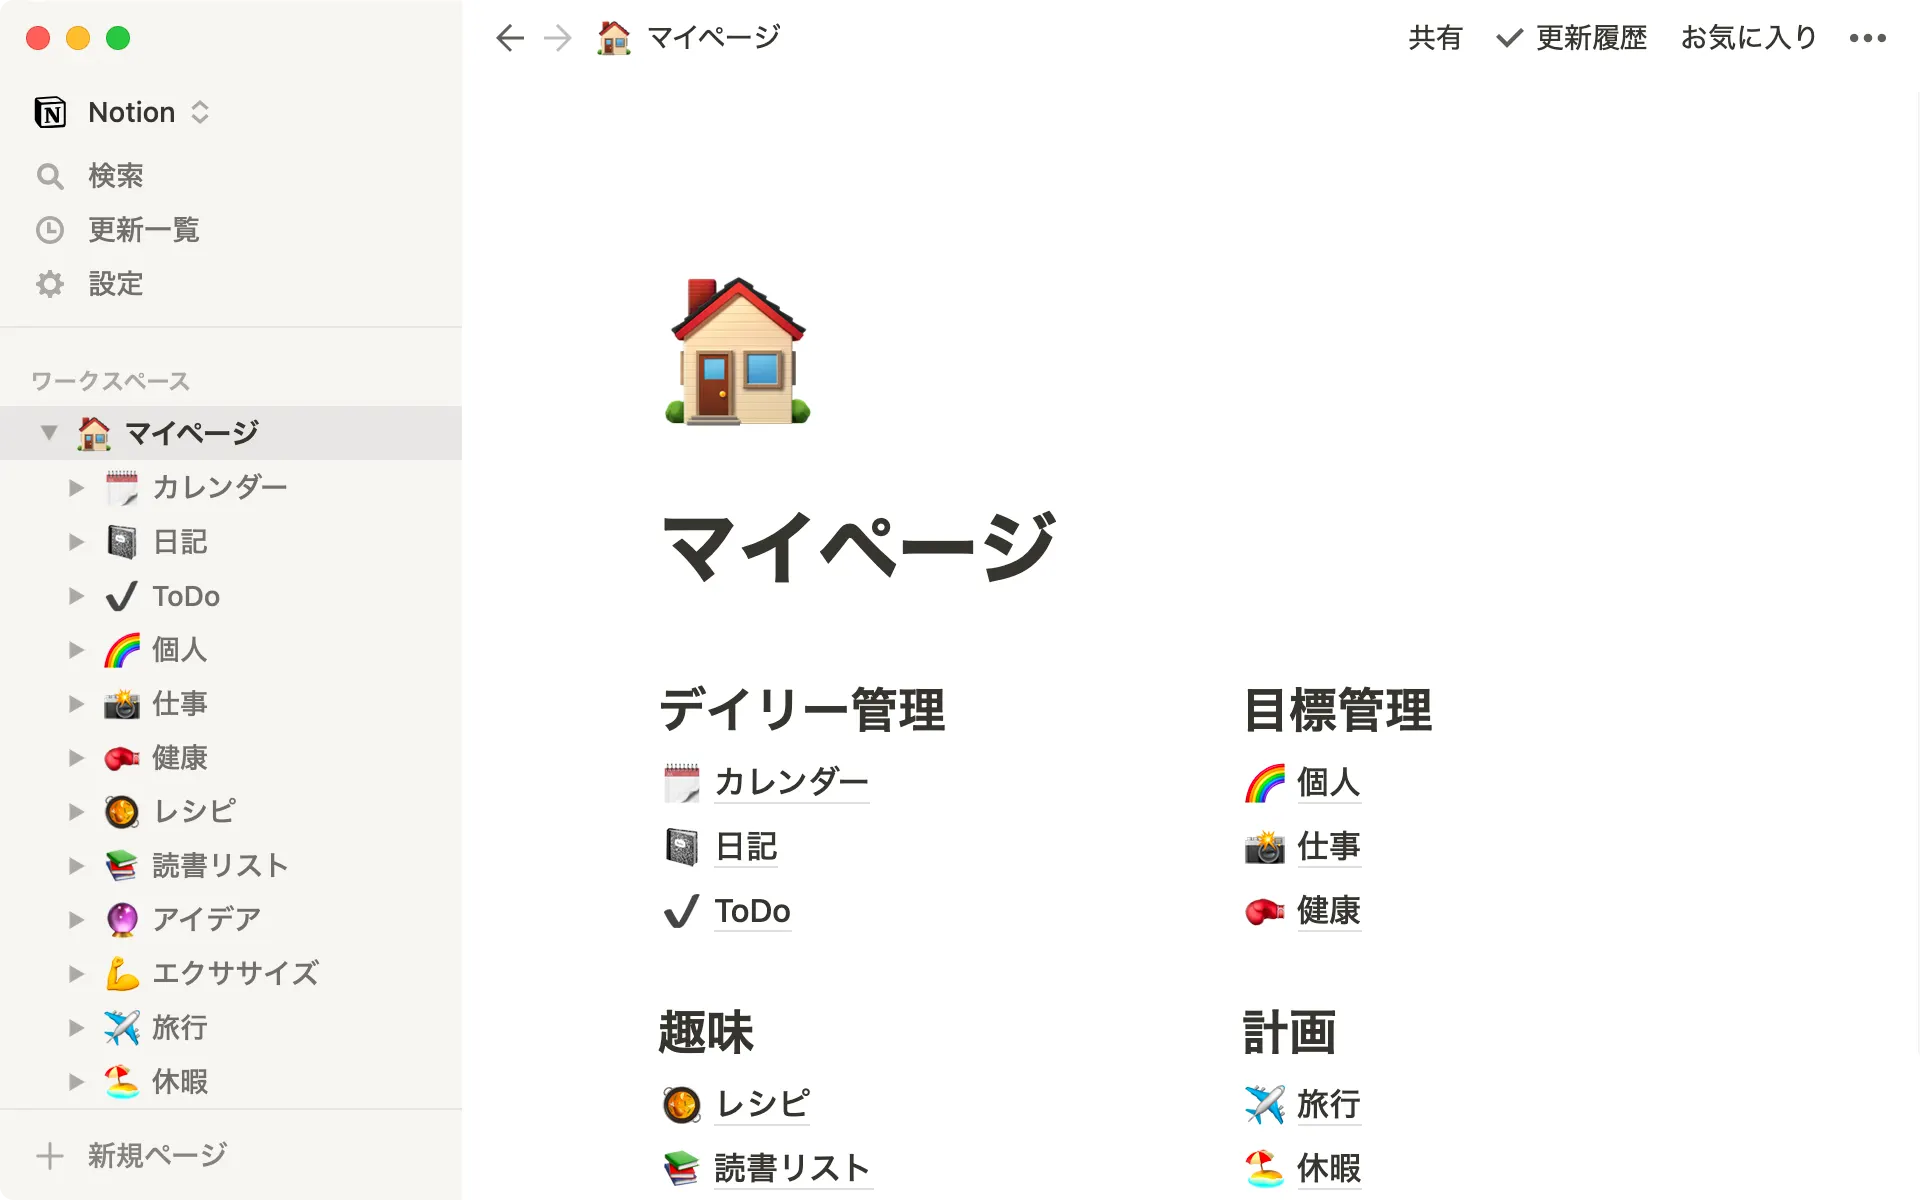 マイページ
共有
更新履歴
お気に入り
Notion
検索
更新一覧
設定
ワークスペース
マイページ
カレンダー
日記
ToDo
個人
仕事
健康
レシピ
読書リスト
アイデア
エクササイズ
旅行
休暇
新規ページ
マイページ
デイリー管理
カレンダー
日記
ToDo
目標管理
個人
仕事
健康
趣味
レシピ
読書リスト
計画
旅行
休暇